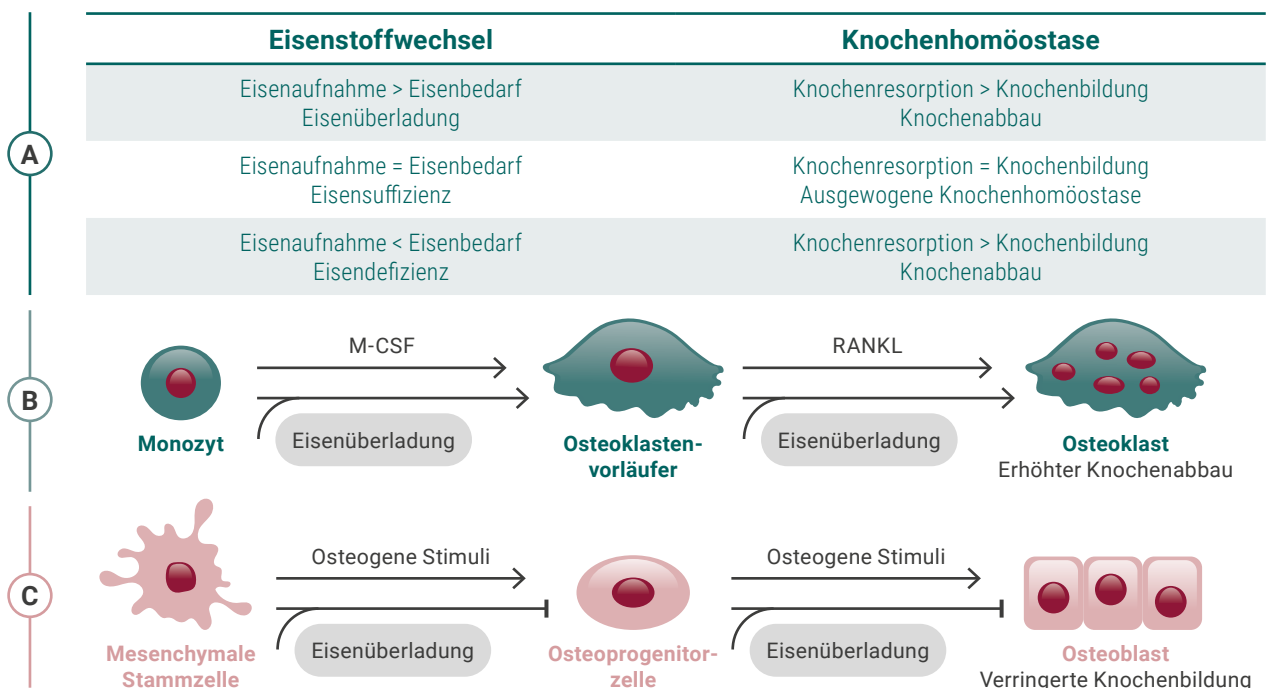 A
Eisenstoffwechsel
Knochenhomöostase
Eisenaufnahme > Eisenbedarf
Eisenüberladung
Knochenresorption > Knochenbildung
Knochenabbau
Eisenaufnahme = Eisenbedarf
Eisensuffizienz
Knochenresorption = Knochenbildung
Ausgewogene Knochenhomöostase
Eisenaufnahme < Eisenbedarf
Eisendefizienz
Knochenresorption > Knochenbildung
Knochenabbau
B
Monozyt
M-CSF
Eisenüberladung
Osteoklasten-
vorläufer
RANKL
Eisenüberladung
Osteoklast
Erhöhter Knochenabbau
C
Mesenchymale
Stammzelle
Osteogene Stimuli
Eisenüberladung
Osteoprogenitor-
zelle
Osteogene Stimuli
Eisenüberladung
Osteoblast
Verringerte Knochenbildung